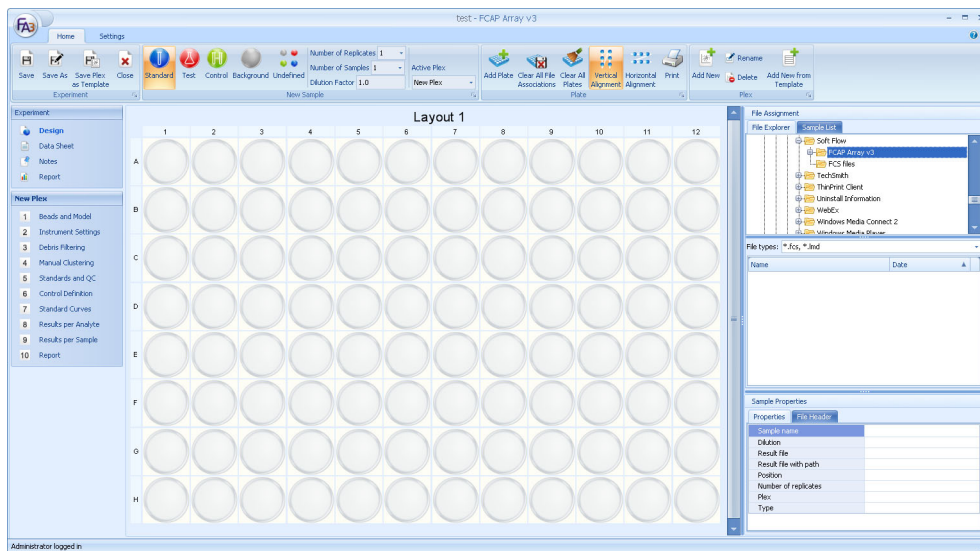 test - FCAP Array v3
FA3
Home Settings
Save Save As Save Plex as Template Close
Experiment
Standard Test Control Background Undefined
Number of Replicates 1
Number of Samples 1
Dilution Factor 1.0
Active Plex
New Plex
New Sample
Add Plate Clear All File Associations Clear All Plates Vertical Alignment Horizontal Alignment Print
Plate
Add New Rename Delete Add New from Template
Plex
Experiment
Design
Data Sheet
Notes
Report
New Plex
1 Beads and Model
2 Instrument Settings
3 Debris Filtering
4 Manual Clustering
5 Standards and QC
6 Control Definition
7 Standard Curves
8 Results per Analyte
9 Results per Sample
10 Report
Layout 1
1 2 3 4 5 6 7 8 9 10 11 12
A
B
C
D
E
F
G
H
File Assignment
File Explorer Sample List
Soft Flow
FCAP Array v3
FCS files
TechSmith
ThinPrint Client
Uninstall Information
WebEx
Windows Media Connect 2
Windows Media Player
File types: *.fcs, *.lmd
Name Date
Sample Properties
Properties File Header
Sample name
Dilution
Result file
Result file with path
Position
Number of replicates
Plex
Type
Administrator logged in